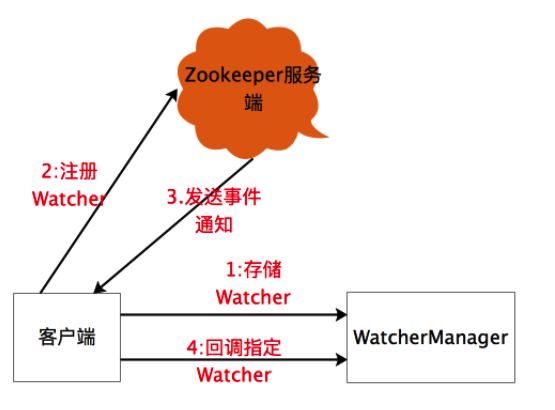 Zookeeper服务
端
2:注册
Watcher
3.发送事件
通知
1:存储
Watcher
客户端
WatcherManager
4:回调指定
Watcher